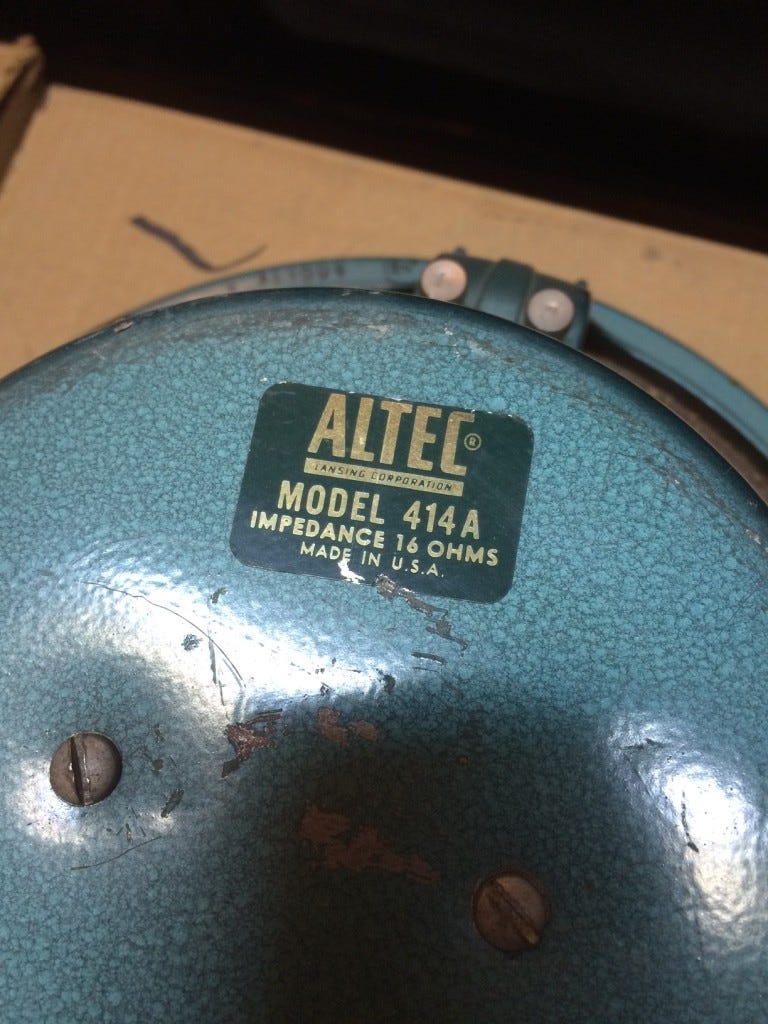 ALTEC®
LANSING CORPORATION
MODEL 414A
IMPEDANCE 16 OHMS
MADE IN U.S.A.